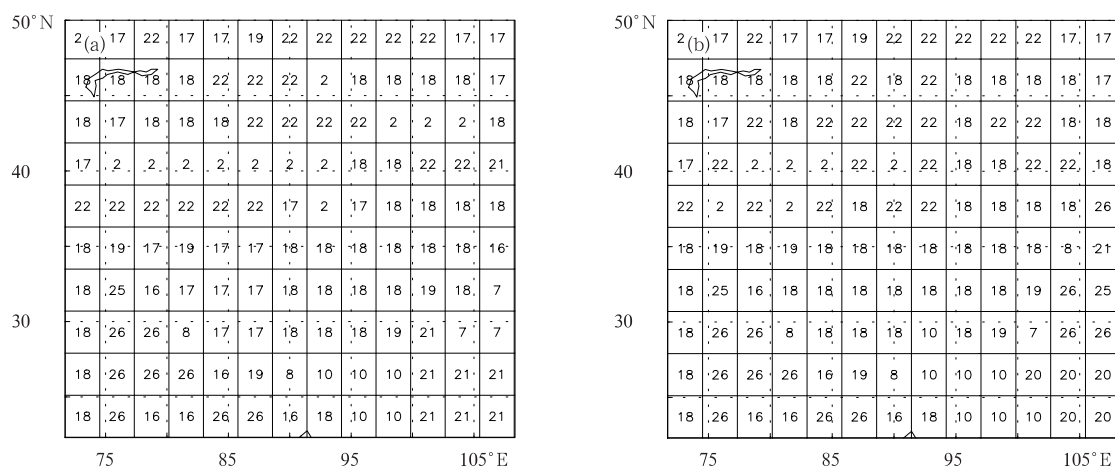 50°N 2 (a) 17 22 17 17 19 22 22 22 22 22 17 17
18 18 18 18 22 22 22 2 18 18 18 18 17
18 17 18 18 18 22 22 22 22 2 2 2 18
40 17 2 2 2 2 2 2 2 18 18 22 22 21
22 22 22 22 22 22 17 2 17 18 18 18 18
18 19 17 19 17 17 18 18 18 18 18 18 16
18 25 16 17 17 17 18 18 18 18 19 18 7
30 18 26 26 8 17 17 18 18 18 19 21 7 7
18 26 26 26 16 19 8 10 10 10 21 21 21
18 26 16 16 26 26 16 18 10 10 21 21 21
75 85 95 105°E
50°N 2 (b) 17 22 17 17 19 22 22 22 22 22 17 17
18 18 18 18 18 22 18 22 18 18 18 18 17
18 17 22 18 22 22 22 22 18 22 22 18 18
40 17 22 2 2 2 22 2 22 18 18 22 22 18
22 2 22 2 22 18 22 22 18 18 18 18 26
18 19 18 19 18 18 18 18 18 18 18 8 21
18 25 16 18 18 18 18 18 18 18 19 26 25
30 18 26 26 8 18 18 18 10 18 19 7 26 26
18 26 26 26 16 19 8 10 10 10 20 20 20
18 26 16 16 26 26 16 18 10 10 10 20 20
75 85 95 105°E